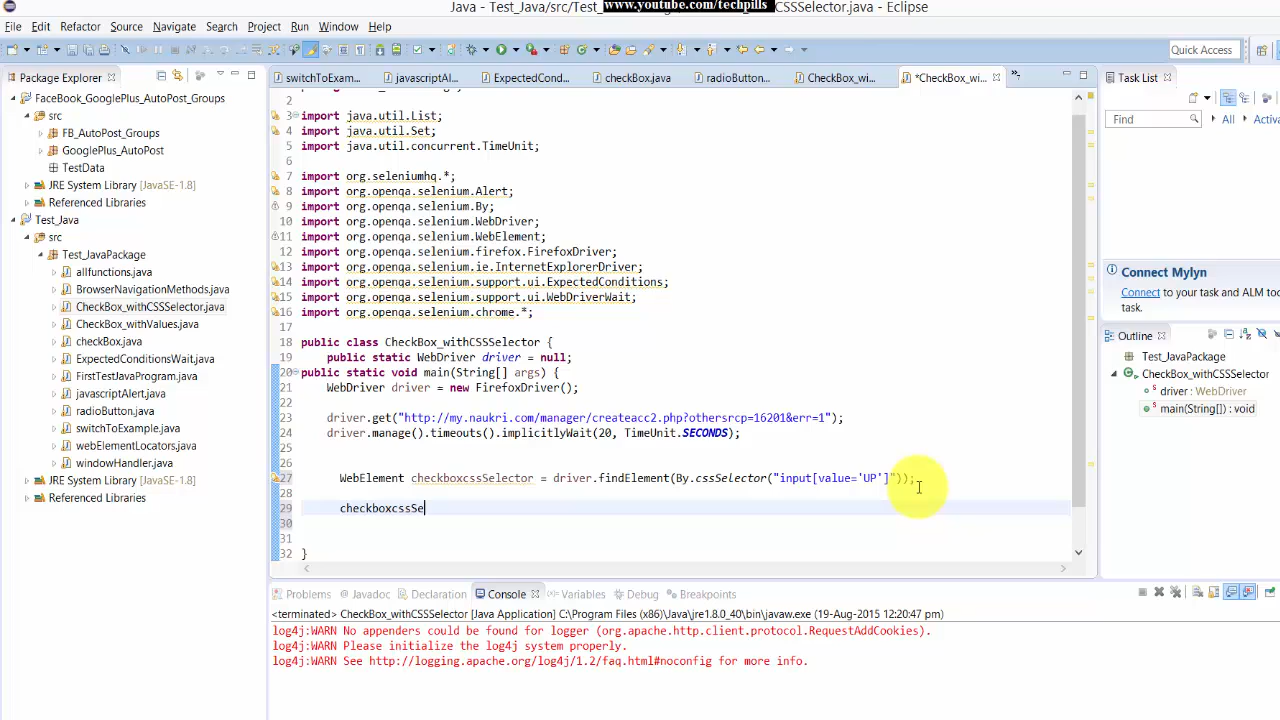 Java - Test_Java/src/Test_
www.youtube.com/techpills
CSSSelector.java - Eclipse
File Edit Refactor Source Navigate Search Project Run Window Help
Quick Access
Package Explorer
switchToExam...
javascriptAl...
ExpectedCond...
checkBox.java
radioButton...
CheckBox_wi...
*CheckBox_wi...
Task List
FaceBook_GooglePlus_AutoPost_Groups
src
FB_AutoPost_Groups
GooglePlus_AutoPost
TestData
JRE System Library [JavaSE-1.8]
Referenced Libraries
Test_Java
src
Test_JavaPackage
allfunctions.java
BrowserNavigationMethods.java
CheckBox_withCSSSelector.java
CheckBox_withValues.java
checkBox.java
ExpectedConditionsWait.java
FirstTestJavaProgram.java
javascriptAlert.java
radioButton.java
switchToExample.java
webElementLocators.java
windowHandler.java
JRE System Library [JavaSE-1.8]
Referenced Libraries
2
3 import java.util.List;
4 import java.util.Set;
5 import java.util.concurrent.TimeUnit;
6
7 import org.seleniumhq.*;
8 import org.openqa.selenium.Alert;
9 import org.openqa.selenium.By;
10 import org.openqa.selenium.WebDriver;
11 import org.openqa.selenium.WebElement;
12 import org.openqa.selenium.firefox.FirefoxDriver;
13 import org.openqa.selenium.ie.InternetExplorerDriver;
14 import org.openqa.selenium.support.ui.ExpectedConditions;
15 import org.openqa.selenium.support.ui.WebDriverWait;
16 import org.openqa.selenium.chrome.*;
17
18 public class CheckBox_withCSSSelector {
19 public static WebDriver driver = null;
20 public static void main(String[] args) {
21 WebDriver driver = new FirefoxDriver();
22
23 driver.get("http://my.naukri.com/manager/createacc2.php?othersrcp=16201&err=1");
24 driver.manage().timeouts().implicitlyWait(20, TimeUnit.SECONDS);
25
26
27 WebElement checkboxcssSelector = driver.findElement(By.cssSelector("input[value='UP']"));
28
29 checkboxcssSe
30
31
32 }
Find
All
Activa
Connect Mylyn
Connect to your task and ALM too
task.
Outline
Test_JavaPackage
CheckBox_withCSSSelector
driver : WebDriver
main(String[]) : void
Problems Javadoc Declaration Console Variables Debug Breakpoints
<terminated> CheckBox_withCSSSelector [Java Application] C:\Program Files (x86)\Java\jre1.8.0_40\bin\javaw.exe (19-Aug-2015 12:20:47 pm)
log4j:WARN No appenders could be found for logger (org.apache.http.client.protocol.RequestAddCookies).
log4j:WARN Please initialize the log4j system properly.
log4j:WARN See http://logging.apache.org/log4j/1.2/faq.html#noconfig for more info.